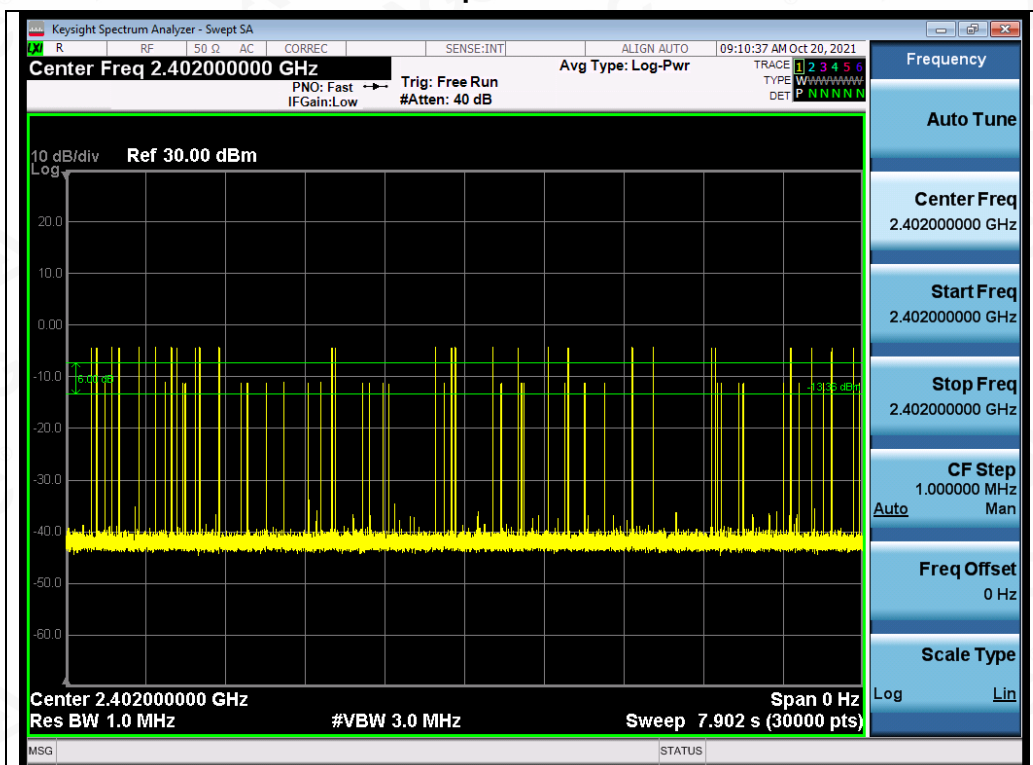 Keysight Spectrum Analyzer - Swept SA
LXI R RF 50 Ω AC CORREC SENSE:INT ALIGN AUTO 09:10:37 AM Oct 20, 2021
Center Freq 2.402000000 GHz
PNO: Fast
IFGain:Low
Trig: Free Run
#Atten: 40 dB
Avg Type: Log-Pwr
TRACE 1 2 3 4 5 6
TYPE WWWWWW
DET P N N N N N
10 dB/div Ref 30.00 dBm
Log
20.0
10.0
0.00
-10.0
-20.0
-30.0
-40.0
-50.0
-60.0
6.00 dB
-13.36 dBm
Center 2.402000000 GHz Span 0 Hz
Res BW 1.0 MHz #VBW 3.0 MHz Sweep 7.902 s (30000 pts)
MSG STATUS
Frequency
Auto Tune
Center Freq
2.402000000 GHz
Start Freq
2.402000000 GHz
Stop Freq
2.402000000 GHz
CF Step
1.000000 MHz
Auto Man
Freq Offset
0 Hz
Scale Type
Log Lin